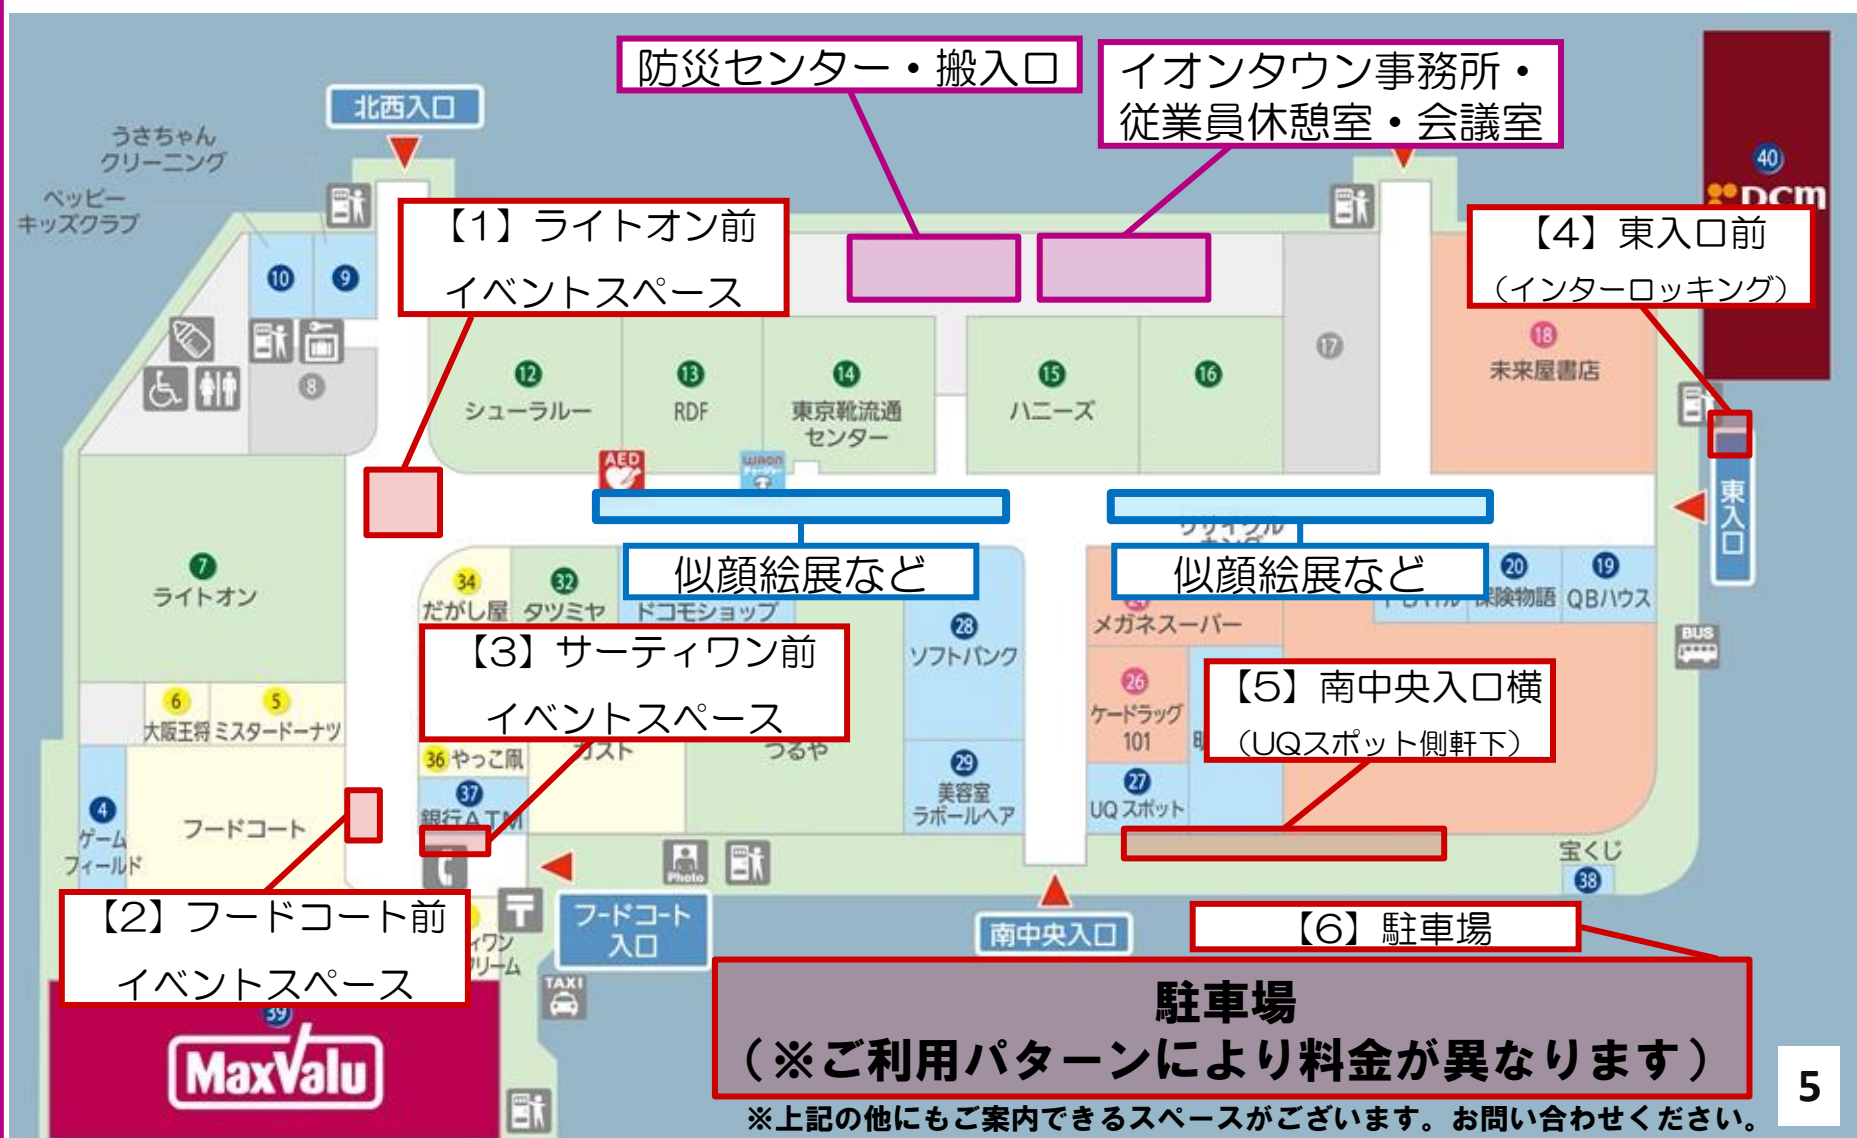 防災センター・搬入口
イオンタウン事務所・
従業員休憩室・会議室
北西入口
うさちゃん
クリーニング
ペッピー
キッズクラブ
40
DCM
【1】ライトオン前
イベントスペース
【4】東入口前
（インターロッキング）
10
9
8
12
シューラルー
13
RDF
14
東京靴流通
センター
15
ハニーズ
16
17
18
未来屋書店
AED
WAON
東入口
7
ライトオン
似顔絵展など
似顔絵展など
34
だがし屋
32
タツミヤ
ドコモショップ
28
ソフトバンク
メガネスーパー
20
保険物語
19
QBハウス
BUS
【3】サーティワン前
イベントスペース
26
ケードラッグ
101
【5】南中央入口横
（UQスポット側軒下）
6
大阪王将
5
ミスタードーナツ
36
やっこ凧
ガスト
つるや
29
美容室
ラポールヘア
27
UQスポット
4
ゲーム
フィールド
フードコート
37
銀行ATM
宝くじ
38
Photo
【2】フードコート前
イベントスペース
フードコート
入口
南中央入口
【6】駐車場
TAXI
39
MaxValu
駐車場
（※ご利用パターンにより料金が異なります）
※上記の他にもご案内できるスペースがございます。お問い合わせください。
5